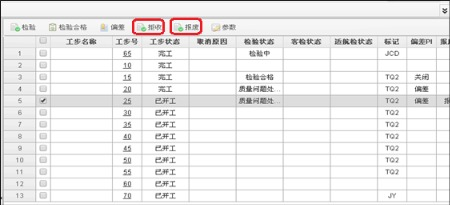 检验 检验合格 偏差 拒收 报废 参数
工步名称 工步号 工步状态 取消原因 检验状态 客检状态 适航检状态 标记 偏差PI 报废
1 65 完工 检验中 JCD
2 10 完工
3 15 完工 检验合格 TQ2 关闭
4 20 完工 质量问题处... TQ2 偏差
5 25 已开工 质量问题处... TQ2 偏差
6 30 已开工 TQ2
7 35 已开工 TQ2
8 40 已开工 TQ2
9 45 已开工 TQ2
10 50 已开工 TQ2
11 55 已开工 TQ2
12 60 已开工
13 70 已开工 JY